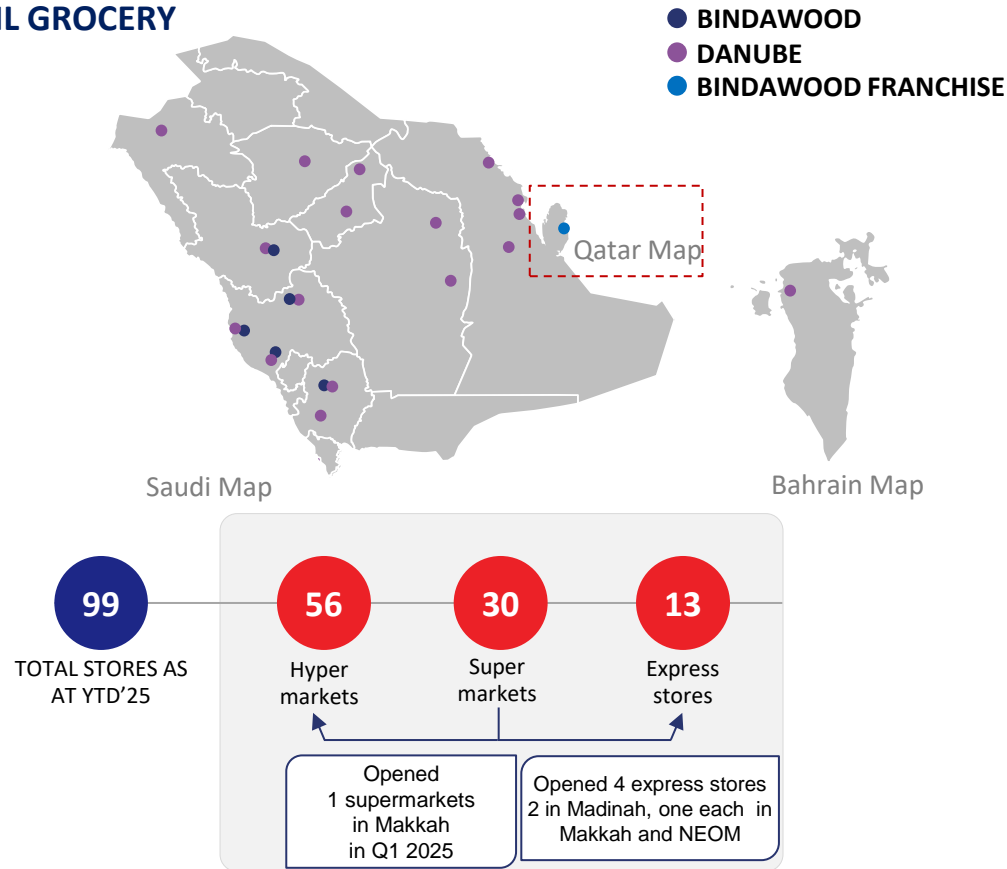 IL GROCERY
BINDAWOOD
DANUBE
BINDAWOOD FRANCHISE
Qatar Map
Saudi Map
Bahrain Map
99
56
30
13
TOTAL STORES AS
AT YTD’25
Hyper
markets
Super
markets
Express
stores
Opened
1 supermarkets
in Makkah
in Q1 2025
Opened 4 express stores
2 in Madinah, one each in
Makkah and NEOM